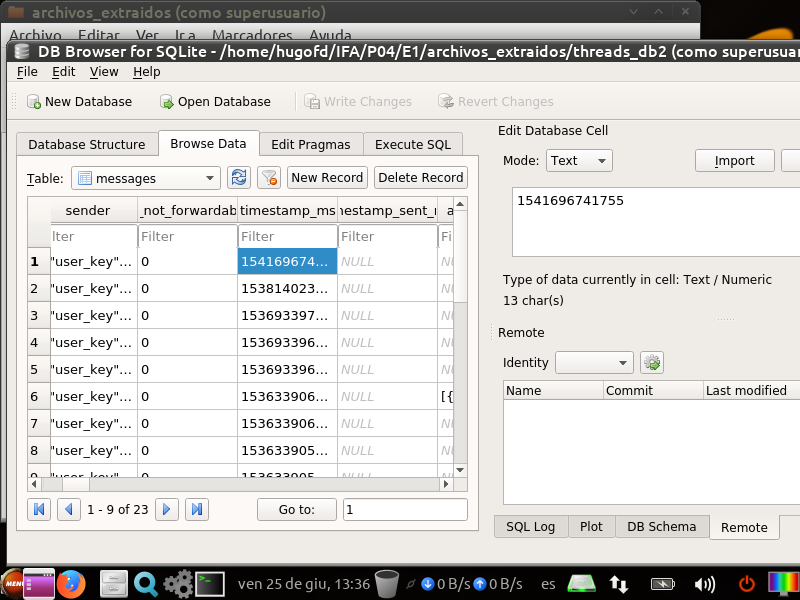 archivos_extraidos (como superusuario)
Archivo Editar Ver Ir a Marcadores Ayuda
DB Browser for SQLite - /home/hugofd/IFA/P04/E1/archivos_extraidos/threads_db2 (como superusuar
File Edit View Help
New Database Open Database Write Changes Revert Changes
Database Structure Browse Data Edit Pragmas Execute SQL
Table: messages New Record Delete Record
sender _not_forwardab timestamp_ms nestamp_sent_ a
lter Filter Filter Filter Fi
1 "user_key"... 0 154169674... NULL NU
2 "user_key"... 0 153814023... NULL NU
3 "user_key"... 0 153693397... NULL NU
4 "user_key"... 0 153693396... NULL NU
5 "user_key"... 0 153693396... NULL NU
6 "user_key"... 0 153633906... NULL [{
7 "user_key"... 0 153633906... NULL NU
8 "user_key"... 0 153633905... NULL NU
9 "user_key"... 0 153633905... NULL NU
1 - 9 of 23 Go to: 1
Edit Database Cell
Mode: Text Import
1541696741755
Type of data currently in cell: Text / Numeric
13 char(s)
Remote
Identity
Name Commit Last modified
SQL Log Plot DB Schema Remote
MENU ven 25 de giu, 13:36 0 B/s 0 B/s es